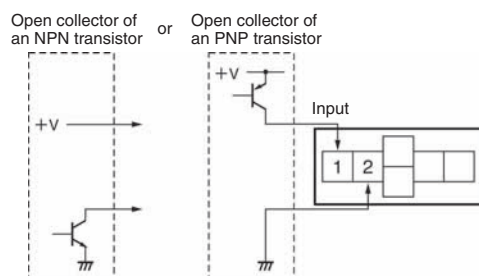 Open collector of
an NPN transistor
or
Open collector of
an PNP transistor
+V
Input
+V
1 2